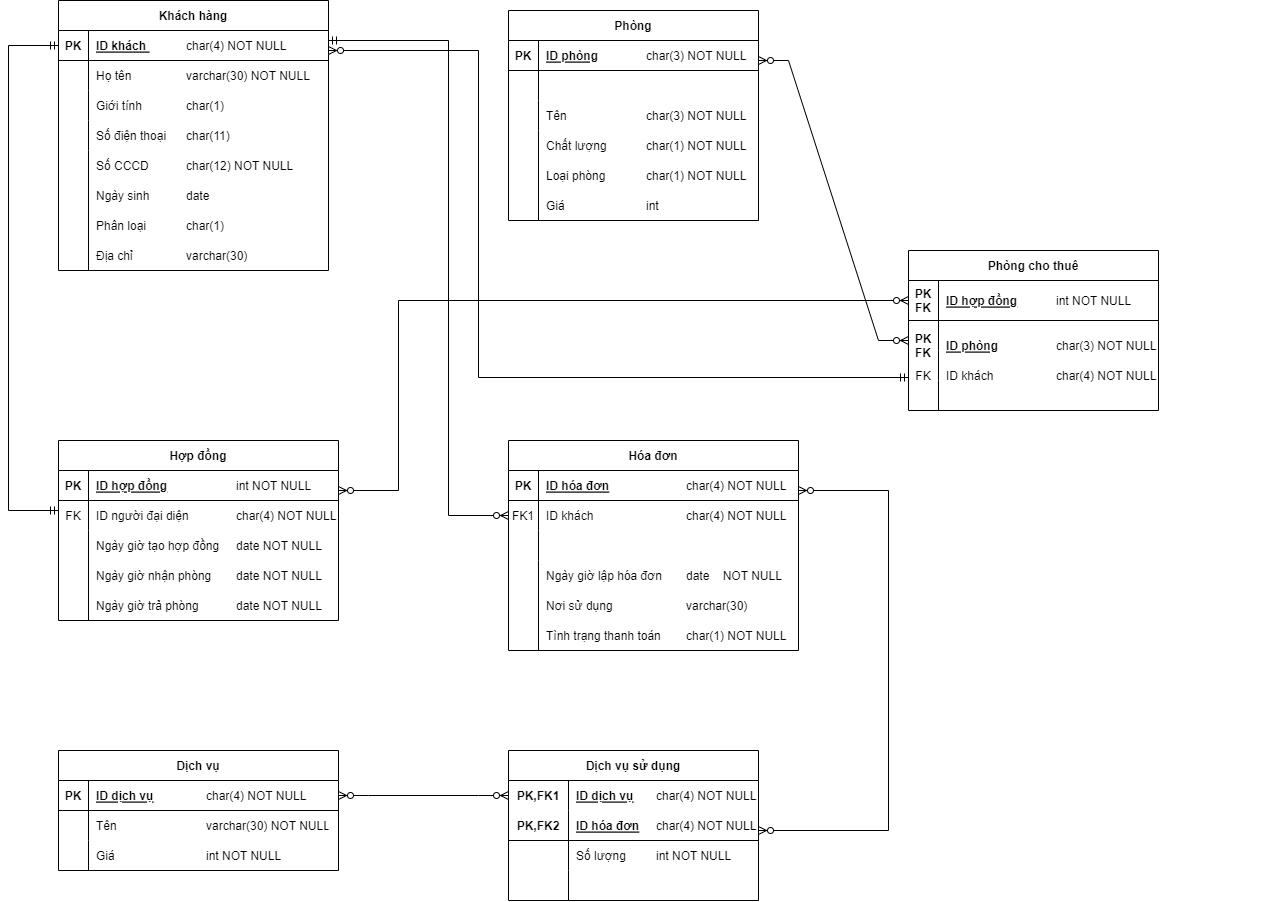 Khách hàng
PK ID khách char(4) NOT NULL
Họ tên varchar(30) NOT NULL
Giới tính char(1)
Số điện thoại char(11)
Số CCCD char(12) NOT NULL
Ngày sinh date
Phân loại char(1)
Địa chỉ varchar(30)
Phòng
PK ID phòng char(3) NOT NULL
Tên char(3) NOT NULL
Chất lượng char(1) NOT NULL
Loại phòng char(1) NOT NULL
Giá int
Phòng cho thuê
PK
FK ID hợp đồng int NOT NULL
PK
FK ID phòng char(3) NOT NULL
FK ID khách char(4) NOT NULL
Hợp đồng
PK ID hợp đồng int NOT NULL
FK ID người đại diện char(4) NOT NULL
Ngày giờ tạo hợp đồng date NOT NULL
Ngày giờ nhận phòng date NOT NULL
Ngày giờ trả phòng date NOT NULL
Hóa đơn
PK ID hóa đơn char(4) NOT NULL
FK1 ID khách char(4) NOT NULL
Ngày giờ lập hóa đơn date NOT NULL
Nơi sử dụng varchar(30)
Tình trạng thanh toán char(1) NOT NULL
Dịch vụ
PK ID dịch vụ char(4) NOT NULL
Tên varchar(30) NOT NULL
Giá int NOT NULL
Dịch vụ sử dụng
PK,FK1 ID dịch vụ char(4) NOT NULL
PK,FK2 ID hóa đơn char(4) NOT NULL
Số lượng int NOT NULL